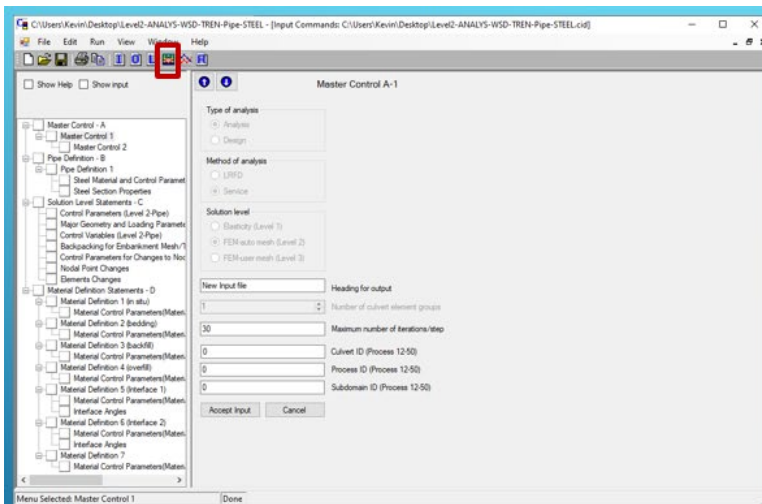 C:\Users\Kevin\Desktop\Level2-ANALYS-WSD-TREN-Pipe-STEEL - [Input Commands: C:\Users\Kevin\Desktop\Level2-ANALYS-WSD-TREN-Pipe-STEEL.cid]
File Edit Run View Window Help
Show Help Show input
Master Control A-1
Type of analysis
Analysis
Design
Method of analysis
LRFD
Service
Solution level
Elasticity (Level 1)
FEM-auto mesh (Level 2)
FEM-user mesh (Level 3)
New Input file Heading for output
1 Number of culvert element groups
30 Maximum number of iterations/step
0 Culvert ID (Process 12-50)
0 Process ID (Process 12-50)
0 Subdomain ID (Process 12-50)
Accept Input Cancel
Master Control - A
Master Control 1
Master Control 2
Pipe Definition - B
Pipe Definition 1
Steel Material and Control Paramet
Steel Section Properties
Solution Level Statements - C
Control Parameters (Level 2-Pipe)
Major Geometry and Loading Paramete
Control Variables (Level 2-Pipe)
Backpacking for Embankment Mesh/T
Control Parameters for Changes to Noc
Nodal Point Changes
Elements Changes
Material Definition Statements - D
Material Definition 1 (in situ)
Material Control Parameters(Materi
Material Definition 2 (bedding)
Material Control Parameters(Materi
Material Definition 3 (backfill)
Material Control Parameters(Materi
Material Definition 4 (overfill)
Material Control Parameters(Materi
Material Definition 5 (Interface 1)
Material Control Parameters(Materi
Interface Angles
Material Definition 6 (Interface 2)
Material Control Parameters(Materi
Interface Angles
Material Definition 7
Material Control Parameters(Materi
Menu Selected: Master Control 1 Done